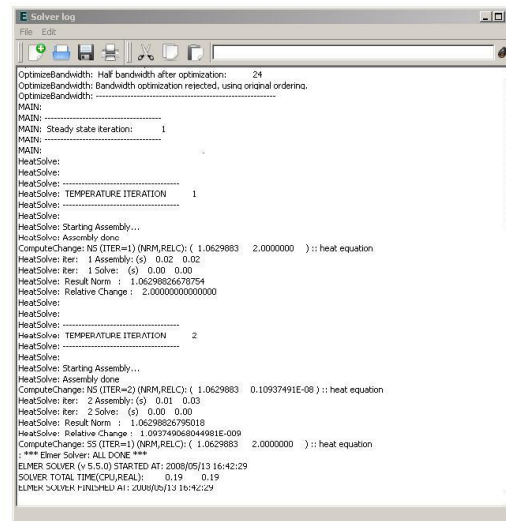 Solver log
File Edit
OptimizeBandwidth: Half bandwidth after optimization: 24
OptimizeBandwidth: Bandwidth optimization rejected, using original ordering.
OptimizeBandwidth: ---------------------------------------------------------
MAIN:
MAIN: -------------------------------------
MAIN: Steady state iteration: 1
MAIN: -------------------------------------
MAIN:
HeatSolve:
HeatSolve:
HeatSolve: -------------------------------------
HeatSolve: TEMPERATURE ITERATION 1
HeatSolve: -------------------------------------
HeatSolve:
HeatSolve: Starting Assembly...
HeatSolve: Assembly done
ComputeChange: NS (ITER=1) (NRM,RELC): ( 1.0629883 2.0000000 ) :: heat equation
HeatSolve: iter: 1 Assembly: (s) 0.02 0.02
HeatSolve: iter: 1 Solve: (s) 0.00 0.00
HeatSolve: Result Norm : 1.06298826678754
HeatSolve: Relative Change : 2.00000000000000
HeatSolve:
HeatSolve:
HeatSolve: -------------------------------------
HeatSolve: TEMPERATURE ITERATION 2
HeatSolve: -------------------------------------
HeatSolve:
HeatSolve: Starting Assembly...
HeatSolve: Assembly done
ComputeChange: NS (ITER=2) (NRM,RELC): ( 1.0629883 0.10937491E-08 ) :: heat equation
HeatSolve: iter: 2 Assembly: (s) 0.01 0.03
HeatSolve: iter: 2 Solve: (s) 0.00 0.00
HeatSolve: Result Norm : 1.06298826795018
HeatSolve: Relative Change : 1.093749068044981E-009
ComputeChange: SS (ITER=1) (NRM,RELC): ( 1.0629883 2.0000000 ) :: heat equation
: *** Elmer Solver: ALL DONE ***
ELMER SOLVER (v 5.5.0) STARTED AT: 2008/05/13 16:42:29
SOLVER TOTAL TIME(CPU,REAL): 0.19 0.19
ELMER SOLVER FINISHED AT: 2008/05/13 16:42:29